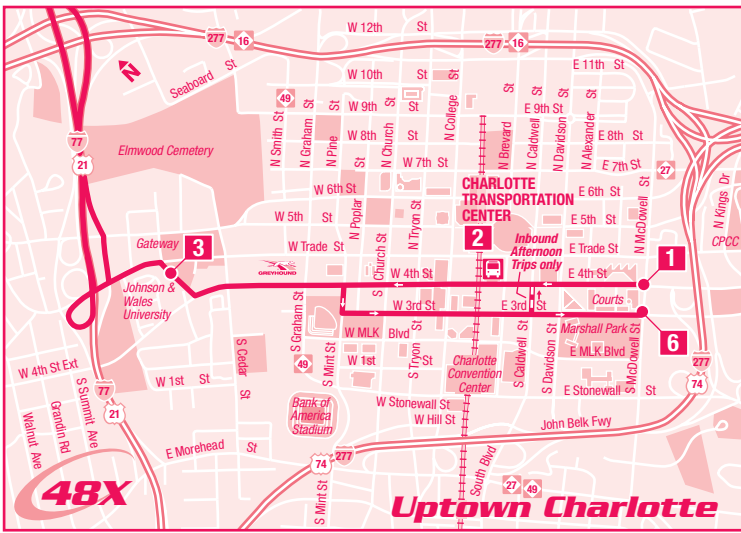 W 12th St
277
16
277
16
E 11th St
N
Seaboard St
W 10th St
49
W 9th St
E 9th St
N Smith St
N Graham St
N Pine St
N Church St
N College St
N Brevard St
N Caldwell St
N Davidson St
N Alexander St
77
21
Elmwood Cemetery
W 8th St
E 8th St
W 7th St
E 7th St
27
W 6th St
CHARLOTTE
TRANSPORTATION
CENTER
E 6th St
N McDowell St
N Kings Dr
N Poplar St
N Tryon St
W 5th St
E 5th St
CPCC
2
Inbound
Afternoon
Trips only
Gateway
3
W Trade St
E Trade St
GREYHOUND
S Church St
W 4th St
E 4th St
1
Johnson &
Wales
University
W 3rd St
E 3rd St
Courts
S Graham St
S Mint St
W MLK Blvd
Marshall Park
6
E MLK Blvd
49
W 1st St
S Tryon St
Charlotte
Convention
Center
S Caldwell St
S Davidson St
S McDowell St
277
74
W 4th St Ext
S Summit Ave
77
21
W 1st St
S Cedar St
E Stonewall St
Walnut Ave
Grandin Rd
Bank of
America
Stadium
W Stonewall St
W Hill St
John Belk Fwy
E Morehead St
277
74
S Mint St
South Blvd
27
49
48X
Uptown Charlotte